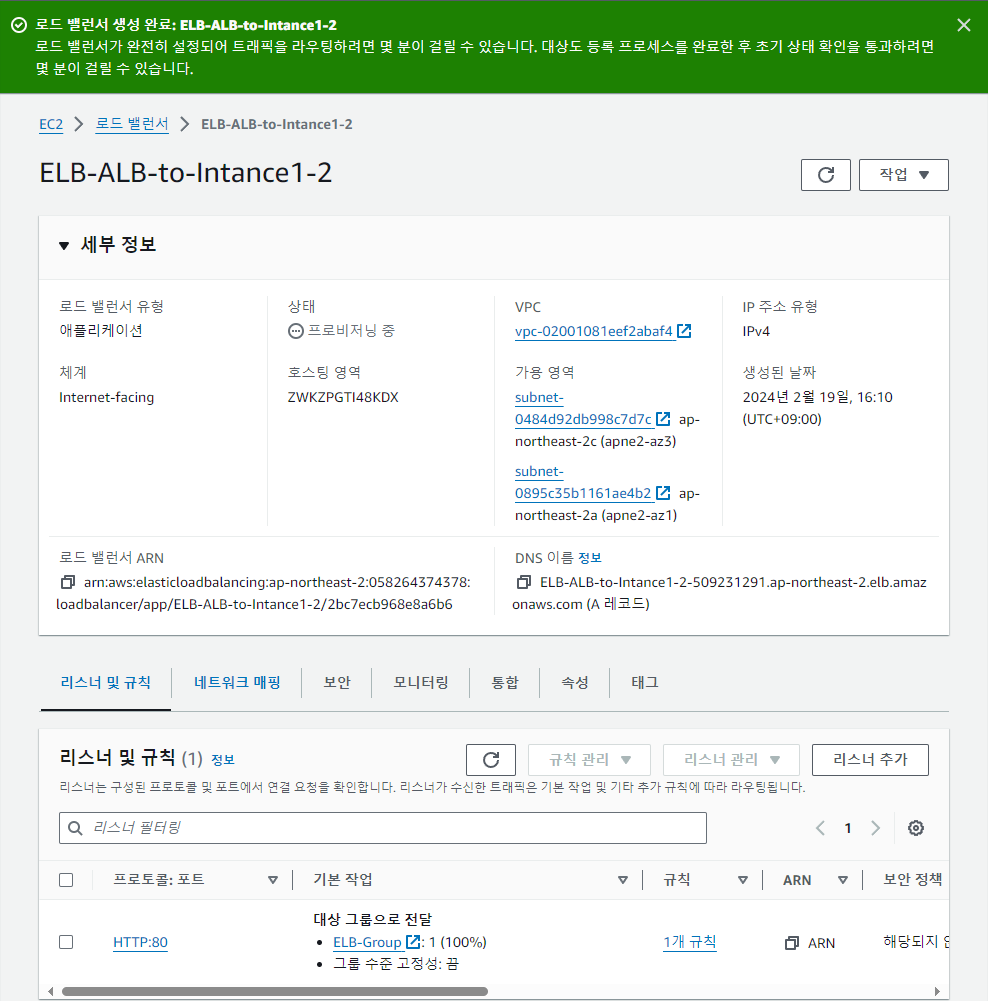 로드 밸런서 생성 완료: ELB-ALB-to-Intance1-2
로드 밸런서가 완전히 설정되어 트래픽을 라우팅하려면 몇 분이 걸릴 수 있습니다. 대상도 등록 프로세스를 완료한 후 초기 상태 확인을 통과하려면
몇 분이 걸릴 수 있습니다.
EC2 > 로드 밸런서 > ELB-ALB-to-Intance1-2
ELB-ALB-to-Intance1-2
작업 ▼
▼ 세부 정보
로드 밸런서 유형
애플리케이션
상태
프로비저닝 중
VPC
vpc-02001081eef2abaf4
IP 주소 유형
IPv4
체계
Internet-facing
호스팅 영역
ZWKZPGTI48KDX
가용 영역
subnet-
0484d92db998c7d7c ap-
northeast-2c (apne2-az3)
subnet-
0895c35b1161ae4b2 ap-
northeast-2a (apne2-az1)
생성된 날짜
2024년 2월 19일, 16:10
(UTC+09:00)
로드 밸런서 ARN
arn:aws:elasticloadbalancing:ap-northeast-2:058264374378:
loadbalancer/app/ELB-ALB-to-Intance1-2/2bc7ecb968e8a6b6
DNS 이름 정보
ELB-ALB-to-Intance1-2-509231291.ap-northeast-2.elb.amaz
onaws.com (A 레코드)
리스너 및 규칙 네트워크 매핑 보안 모니터링 통합 속성 태그
리스너 및 규칙 (1) 정보
규칙 관리 ▼ 리스너 관리 ▼ 리스너 추가
리스너는 구성된 프로토콜 및 포트에서 연결 요청을 확인합니다. 리스너가 수신한 트래픽은 기본 작업 및 기타 추가 규칙에 따라 라우팅됩니다.
리스너 필터링
1
프로토콜: 포트 기본 작업 규칙 ARN 보안 정책
HTTP:80
대상 그룹으로 전달
• ELB-Group : 1 (100%)
• 그룹 수준 고정성: 끔
1개 규칙
ARN
해당되지